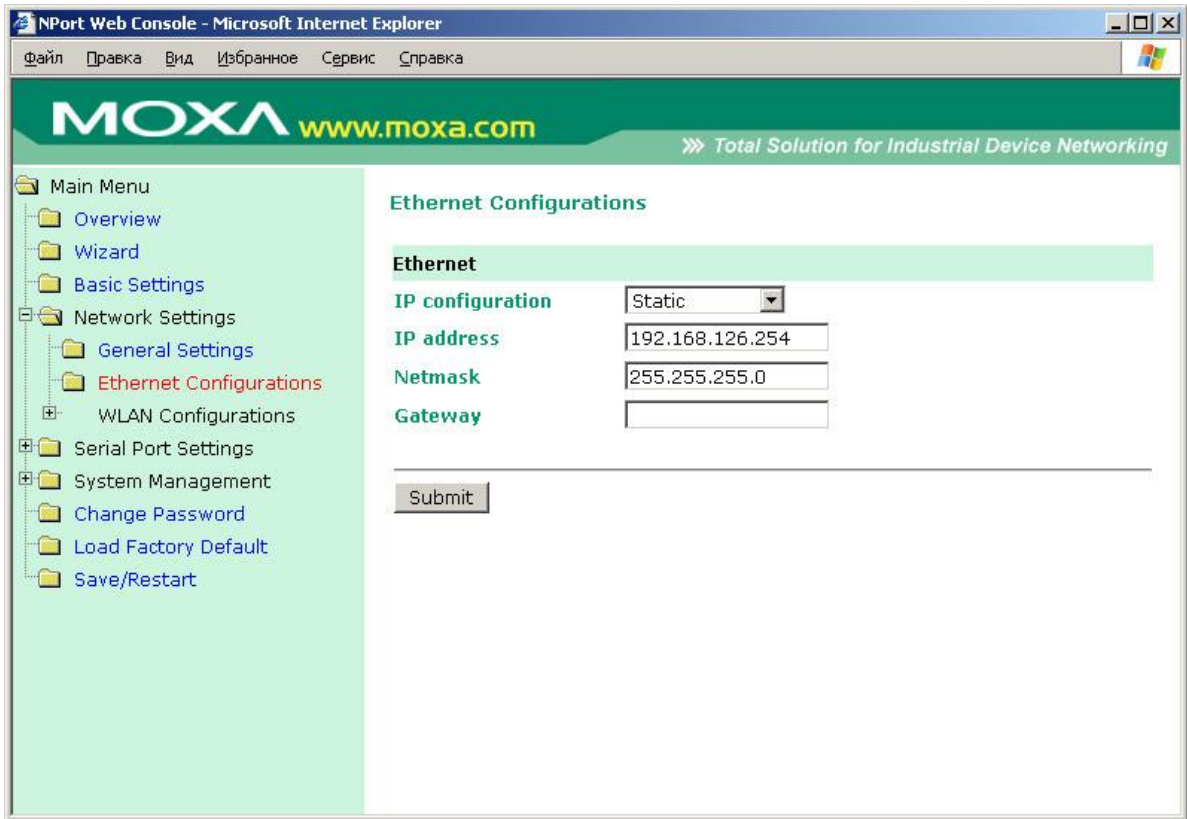 NPort Web Console - Microsoft Internet Explorer
Файл Правка Вид Избранное Сервис Справка
MOXA www.moxa.com
Total Solution for Industrial Device Networking
Main Menu
Overview
Wizard
Basic Settings
Network Settings
General Settings
Ethernet Configurations
WLAN Configurations
Serial Port Settings
System Management
Change Password
Load Factory Default
Save/Restart
Ethernet Configurations
Ethernet
IP configuration Static
IP address 192.168.126.254
Netmask 255.255.255.0
Gateway
Submit